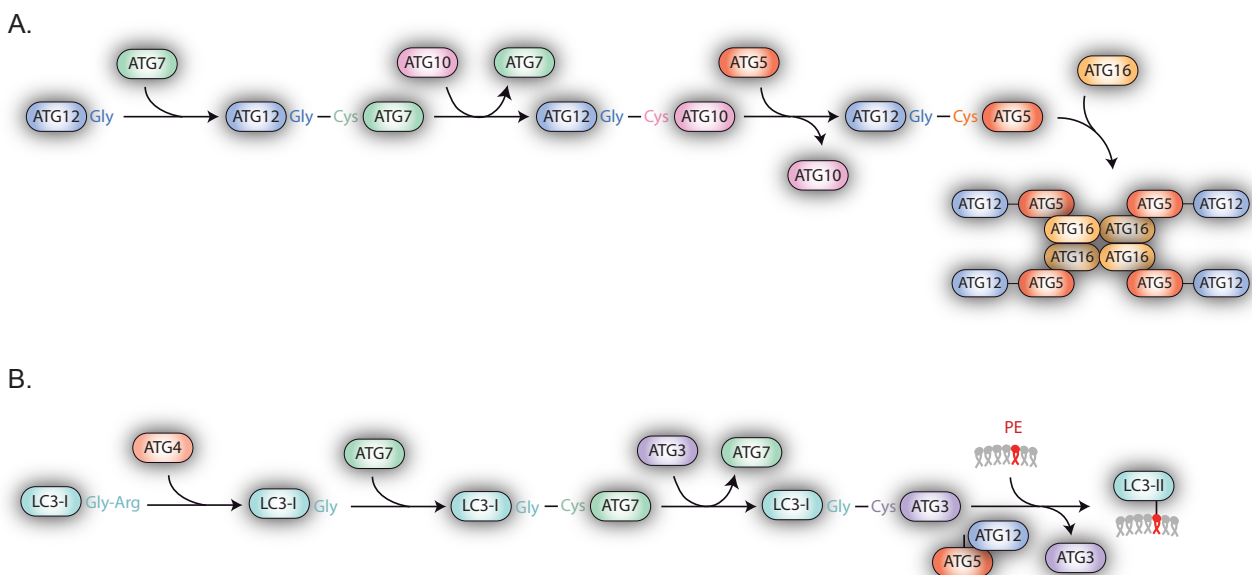 A.
ATG7 ATG10 ATG7 ATG5 ATG16
ATG12 Gly ATG12 Gly Cys ATG7 ATG12 Gly Cys ATG10 ATG12 Gly Cys ATG5
ATG10
ATG12 ATG5 ATG5 ATG12
ATG16 ATG16
ATG16 ATG16
ATG12 ATG5 ATG5 ATG12
B.
PE
ATG4 ATG7 ATG3 ATG7
LC3-II
LC3-I Gly-Arg LC3-I Gly LC3-I Gly Cys ATG7 LC3-I Gly Cys ATG3
ATG12
ATG5 ATG3